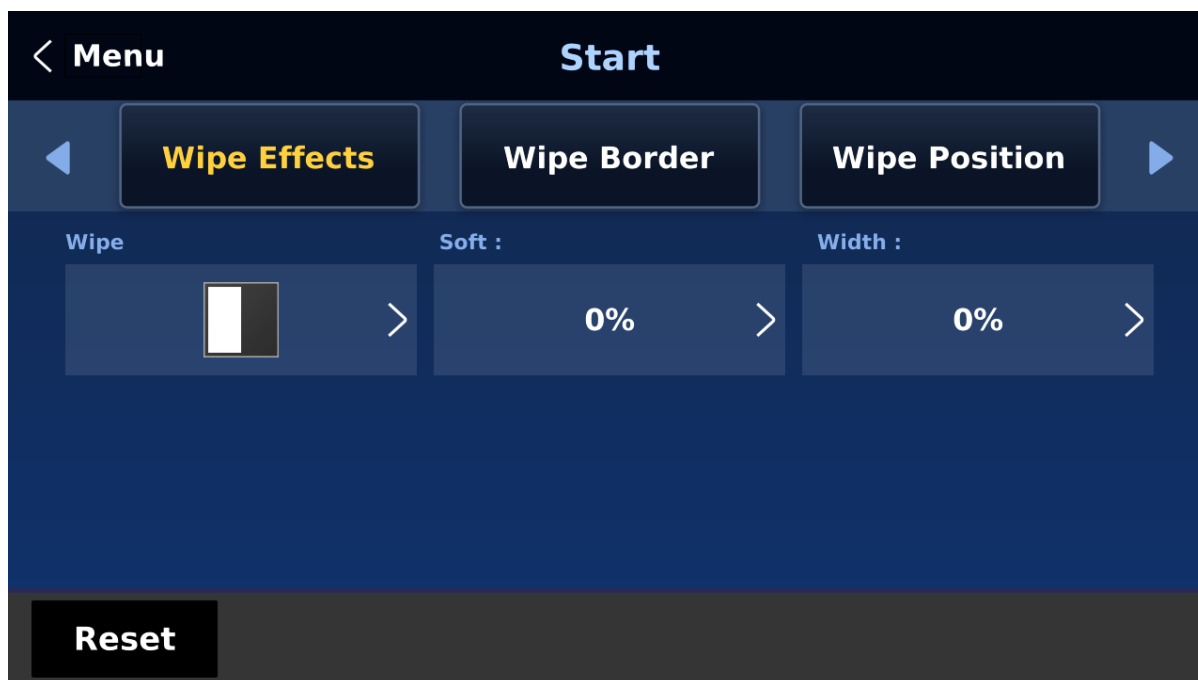 Menu
Start
Wipe Effects
Wipe Border
Wipe Position
Wipe
Soft :
Width :
0%
0%
Reset